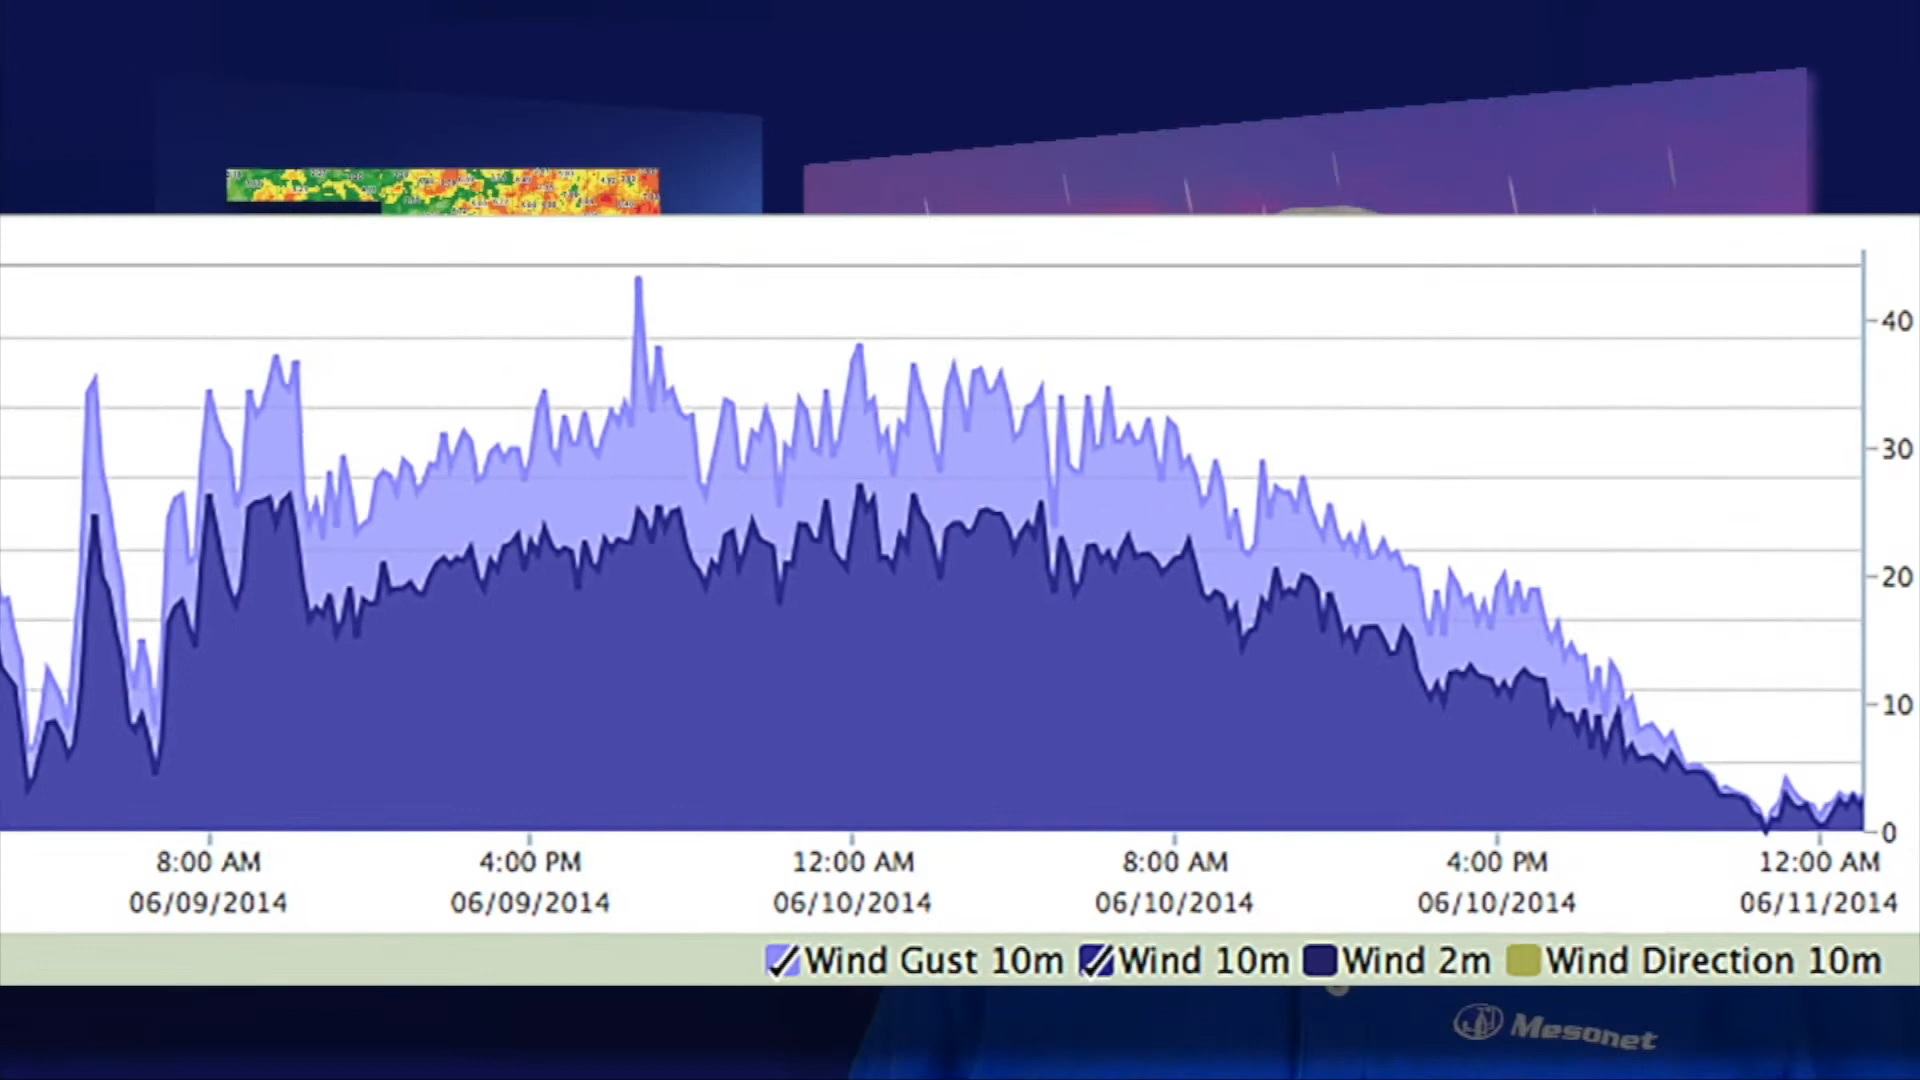 40
30
20
10
0
8:00 AM 4:00 PM 12:00 AM 8:00 AM 4:00 PM 12:00 AM
06/09/2014 06/09/2014 06/10/2014 06/10/2014 06/10/2014 06/11/2014
Wind Gust 10m Wind 10m Wind 2m Wind Direction 10m
Mesonet